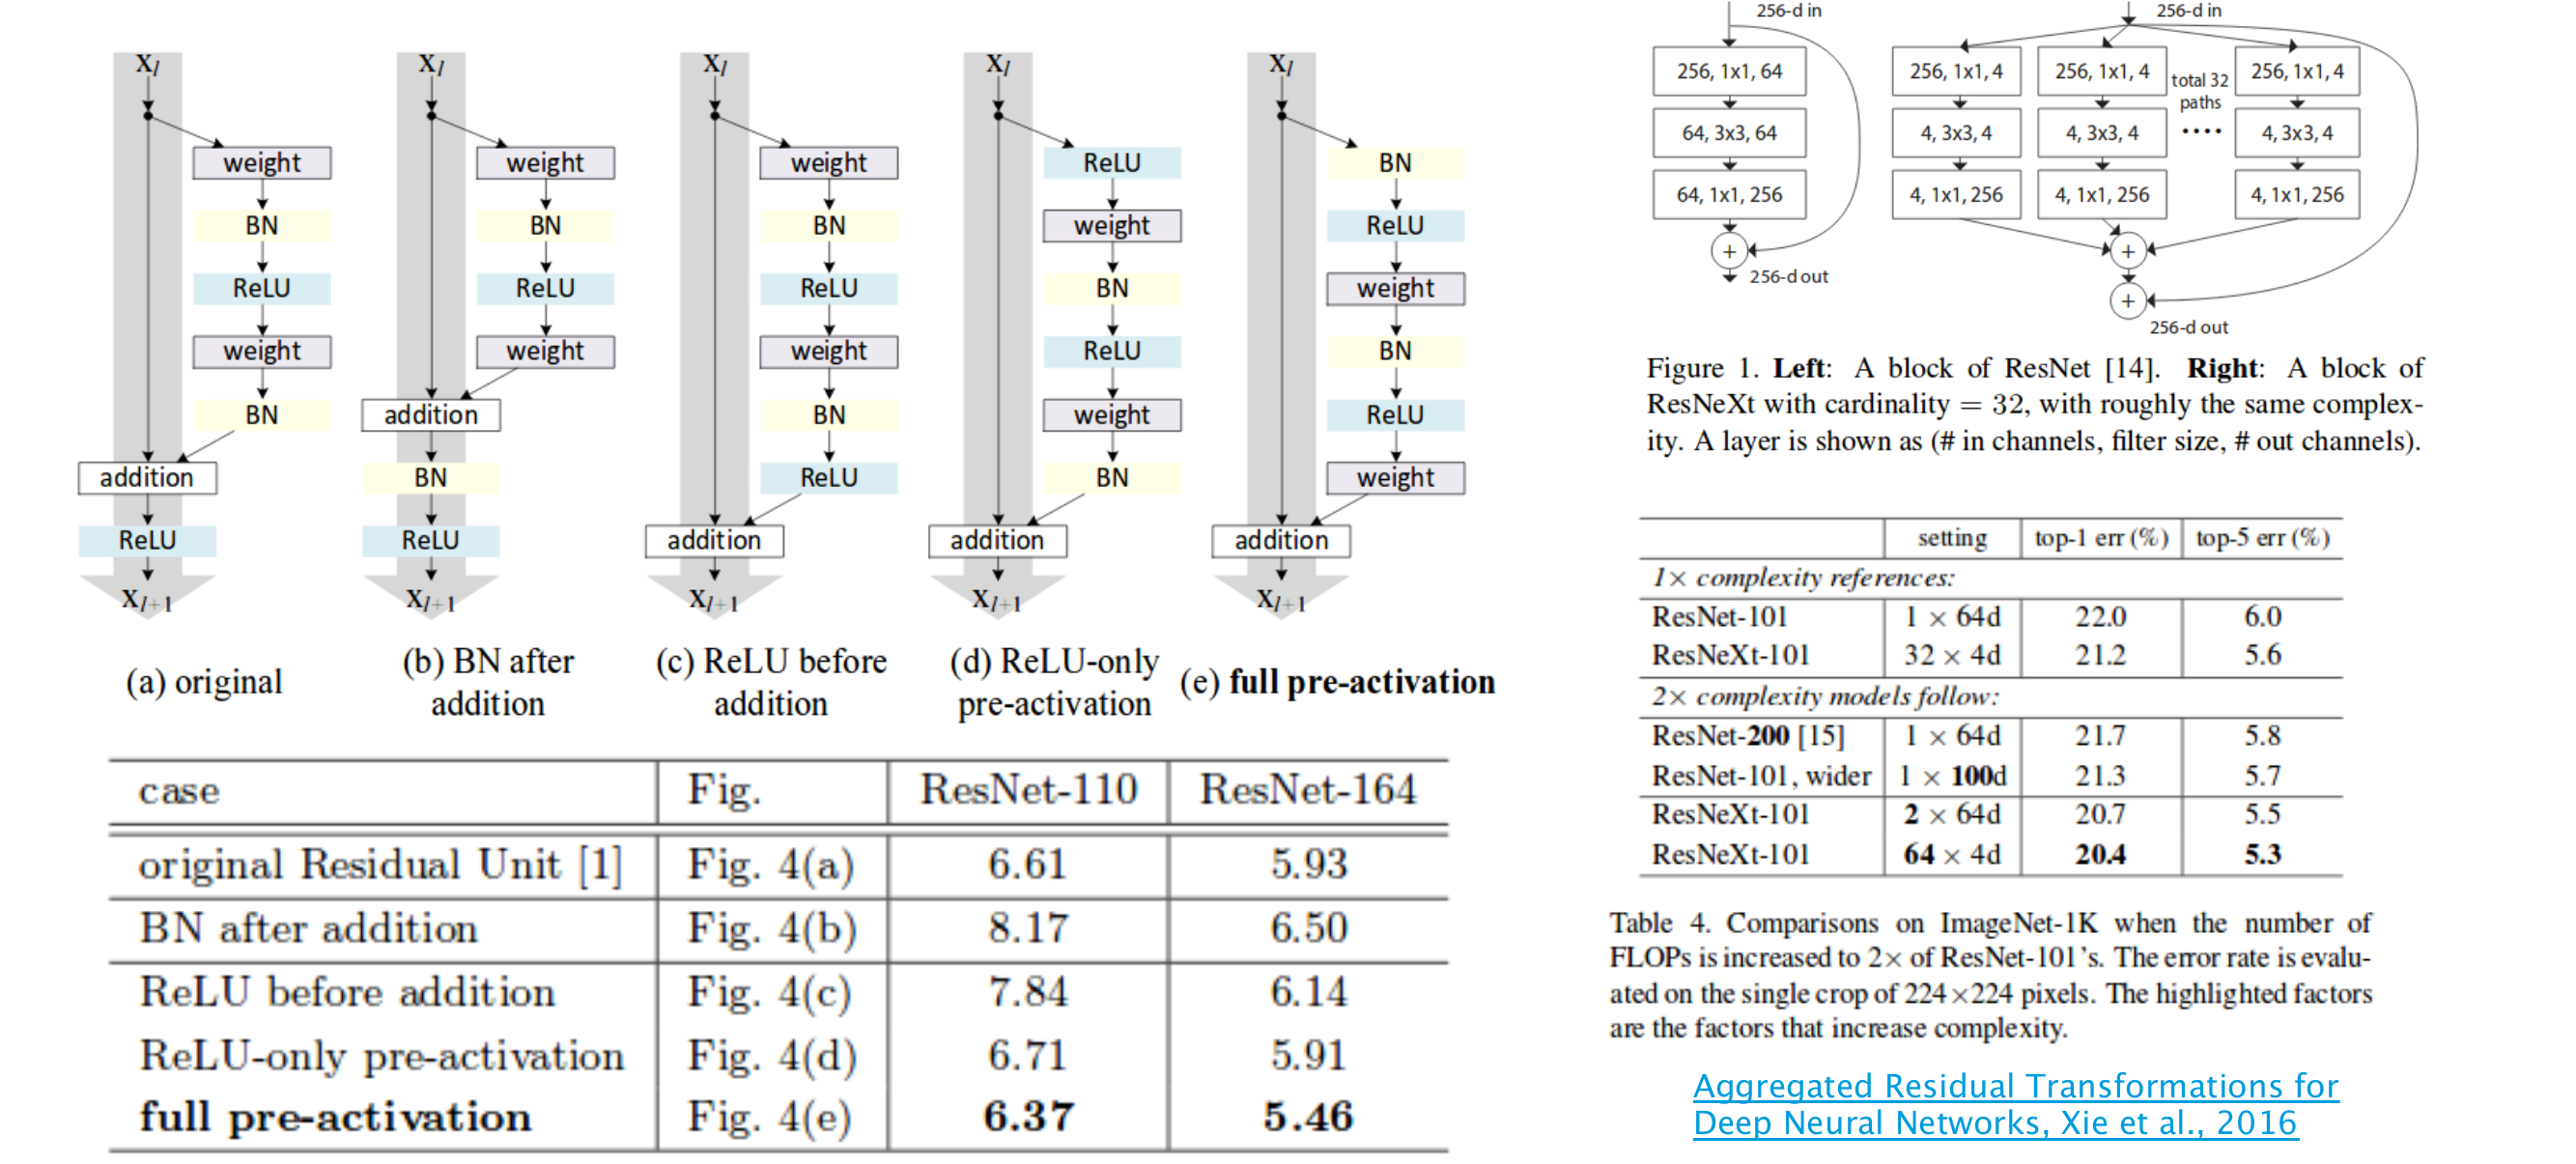 x_l
weight
BN
ReLU
weight
BN
addition
ReLU
x_{l+1}
(a) original
x_l
weight
BN
ReLU
weight
addition
BN
ReLU
x_{l+1}
(b) BN after
addition
x_l
weight
BN
ReLU
weight
BN
ReLU
addition
x_{l+1}
(c) ReLU before
addition
x_l
ReLU
weight
BN
ReLU
weight
BN
addition
x_{l+1}
(d) ReLU-only
pre-activation
x_l
BN
ReLU
weight
BN
ReLU
weight
addition
x_{l+1}
(e) full pre-activation
case Fig. ResNet-110 ResNet-164
original Residual Unit [1] Fig. 4(a) 6.61 5.93
BN after addition Fig. 4(b) 8.17 6.50
ReLU before addition Fig. 4(c) 7.84 6.14
ReLU-only pre-activation Fig. 4(d) 6.71 5.91
full pre-activation Fig. 4(e) 6.37 5.46
256-d in
256, 1x1, 64
64, 3x3, 64
64, 1x1, 256
+
256-d out
256-d in
256, 1x1, 4
256, 1x1, 4
256, 1x1, 4
total 32
paths
4, 3x3, 4
4, 3x3, 4
....
4, 3x3, 4
4, 1x1, 256
4, 1x1, 256
4, 1x1, 256
+
+
256-d out
Figure 1. Left: A block of ResNet [14]. Right: A block of
ResNeXt with cardinality = 32, with roughly the same complex-
ity. A layer is shown as (# in channels, filter size, # out channels).
setting top-1 err (%) top-5 err (%)
1× complexity references:
ResNet-101 1 × 64d 22.0 6.0
ResNeXt-101 32 × 4d 21.2 5.6
2× complexity models follow:
ResNet-200 [15] 1 × 64d 21.7 5.8
ResNet-101, wider 1 × 100d 21.3 5.7
ResNeXt-101 2 × 64d 20.7 5.5
ResNeXt-101 64 × 4d 20.4 5.3
Table 4. Comparisons on ImageNet-1K when the number of
FLOPs is increased to 2× of ResNet-101's. The error rate is evalu-
ated on the single crop of 224×224 pixels. The highlighted factors
are the factors that increase complexity.
Aggregated Residual Transformations for
Deep Neural Networks, Xie et al., 2016